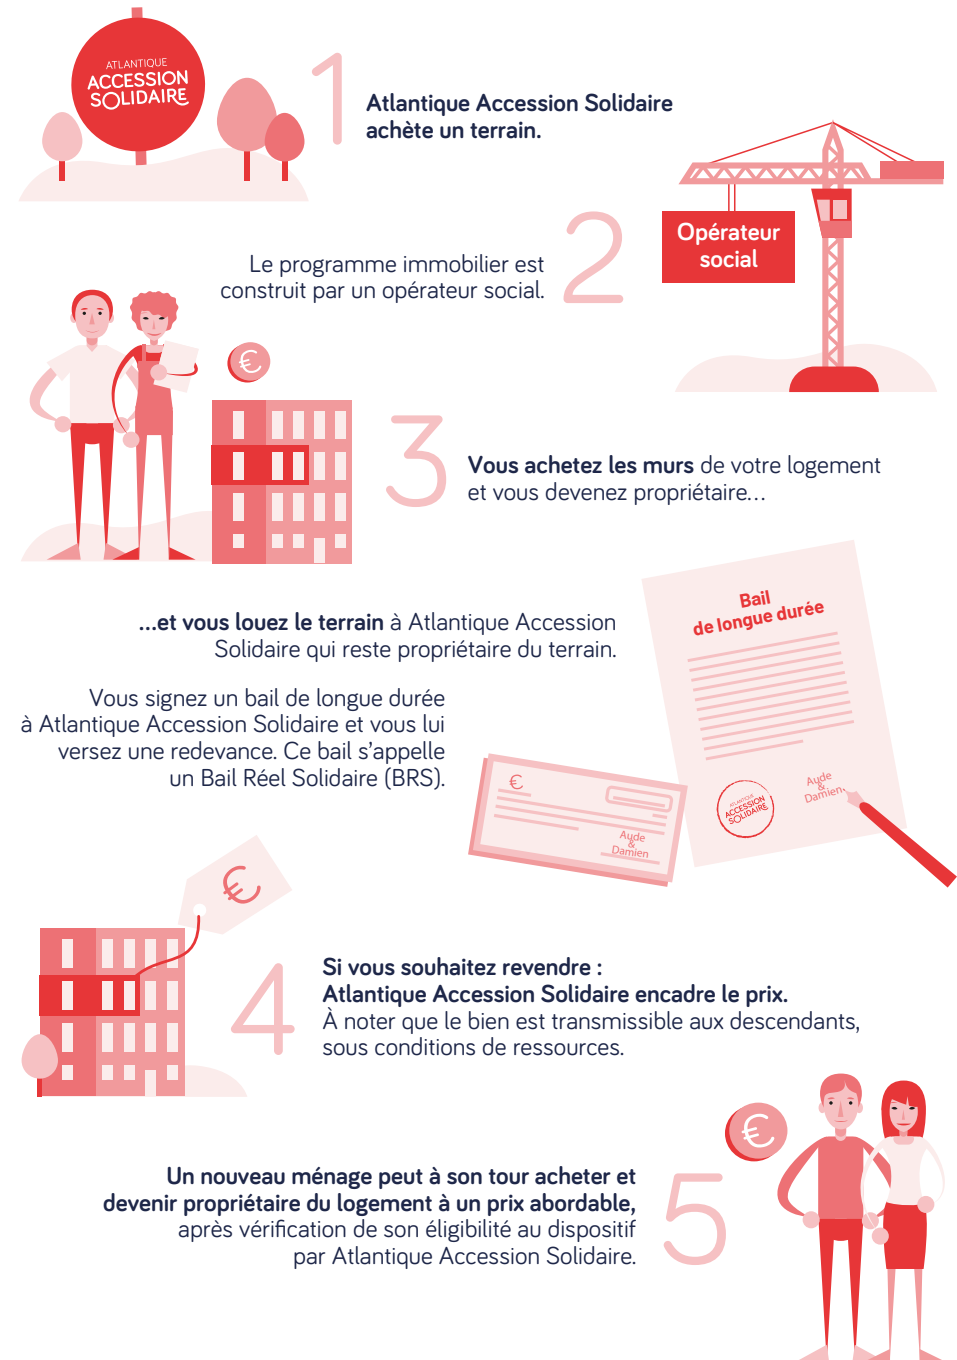 ATLANTIQUE
ACCESSION
SOLIDAIRE
1
Atlantique Accession Solidaire
achète un terrain.
2
Opérateur
social
Le programme immobilier est
construit par un opérateur social.
€
3
Vous achetez les murs de votre logement
et vous devenez propriétaire...
Bail
de longue durée
...et vous louez le terrain à Atlantique Accession
Solidaire qui reste propriétaire du terrain.
Vous signez un bail de longue durée
à Atlantique Accession Solidaire et vous lui
versez une redevance. Ce bail s’appelle
un Bail Réel Solidaire (BRS).
€
Aude
&
Damien
ATLANTIQUE
ACCESSION
SOLIDAIRE
Aude
&
Damien
€
4
Si vous souhaitez revendre :
Atlantique Accession Solidaire encadre le prix.
À noter que le bien est transmissible aux descendants,
sous conditions de ressources.
€
5
Un nouveau ménage peut à son tour acheter et
devenir propriétaire du logement à un prix abordable,
après vérification de son éligibilité au dispositif
par Atlantique Accession Solidaire.